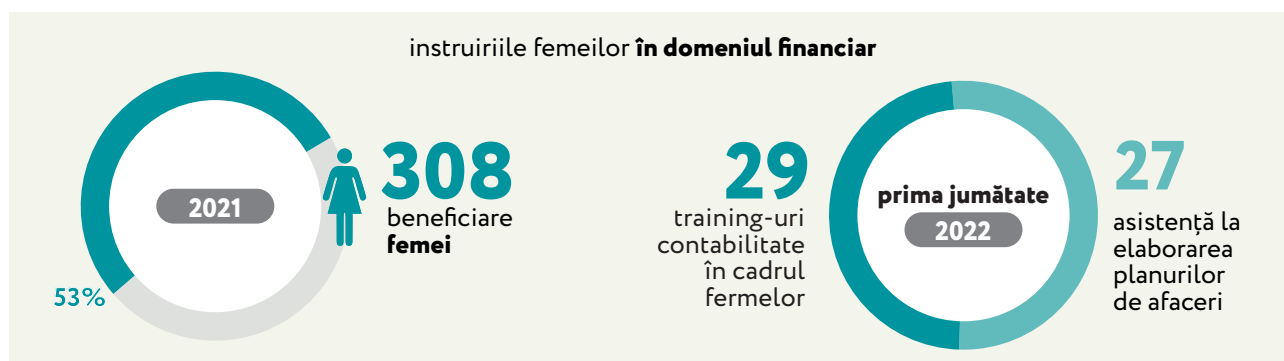 instruiriile femeilor în domeniul financiar
2021
53%
308
beneficiare
femei
29
training-uri
contabilitate
în cadrul
fermelor
prima jumătate
2022
27
asistență la
elaborarea
planurilor
de afaceri